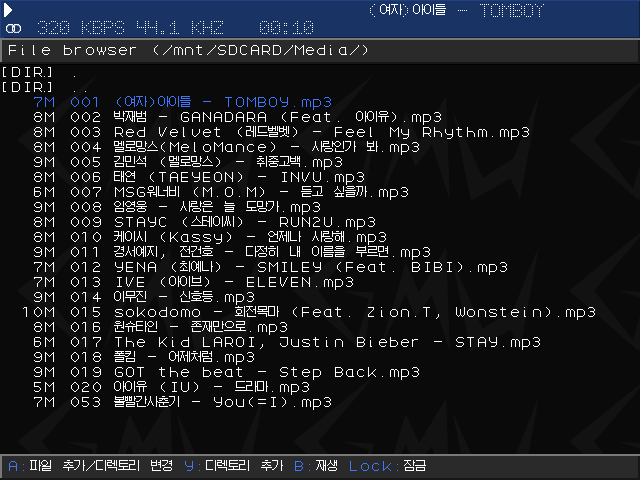 (여자)아이들 - TOMBOY
320 KBPS 44.1 KHZ 00:10
File browser (/mnt/SDCARD/Media/)
[DIR] .
[DIR] ..
7M 001 (여자)아이들 - TOMBOY.mp3
8M 002 박재범 - GANADARA (Feat. 아이유).mp3
8M 003 Red Velvet (레드벨벳) - Feel My Rhythm.mp3
8M 004 멜로망스(MeloMance) - 사랑인가 봐.mp3
9M 005 김민석 (멜로망스) - 취중고백.mp3
8M 006 태연 (TAEYEON) - INVU.mp3
6M 007 MSG워너비 (M.O.M) - 듣고 싶을까.mp3
9M 008 임영웅 - 사랑은 늘 도망가.mp3
8M 009 STAYC (스테이씨) - RUN2U.mp3
8M 010 케이시 (Kassy) - 언제나 사랑해.mp3
9M 011 경서예지, 전건호 - 다정히 내 이름을 부르면.mp3
7M 012 YENA (최예나) - SMILEY (Feat. BIBI).mp3
7M 013 IVE (아이브) - ELEVEN.mp3
9M 014 이무진 - 신호등.mp3
10M 015 sokodomo - 회전목마 (Feat. Zion.T, Wonstein).mp3
8M 016 원슈타인 - 존재만으로.mp3
6M 017 The Kid LAROI, Justin Bieber - STAY.mp3
9M 018 폴킴 - 어제처럼.mp3
9M 019 GOT the beat - Step Back.mp3
5M 020 아이유 (IU) - 드라마.mp3
7M 053 볼빨간사춘기 - You(=I).mp3
A:파일 추가/디렉토리 변경 Y:디렉토리 추가 B:재생 Lock:잠금